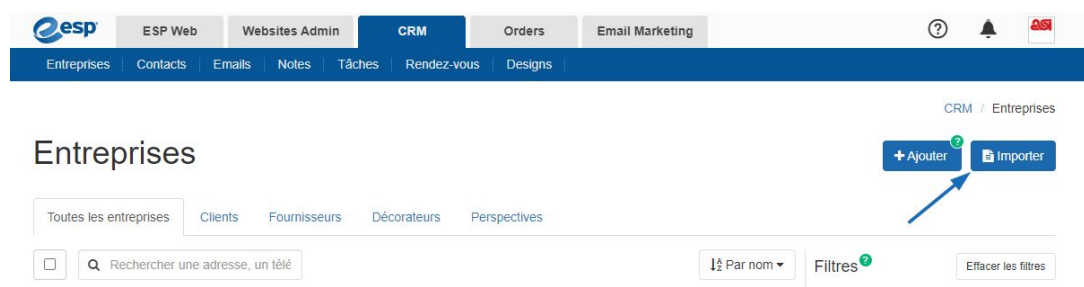 esp ESP Web Websites Admin CRM Orders Email Marketing ? asi
Entreprises Contacts Emails Notes Tâches Rendez-vous Designs
CRM / Entreprises
Entreprises
+ Ajouter ? Importer
Toutes les entreprises Clients Fournisseurs Décorateurs Perspectives
Rechercher une adresse, un télé Par nom Filtres ? Effacer les filtres